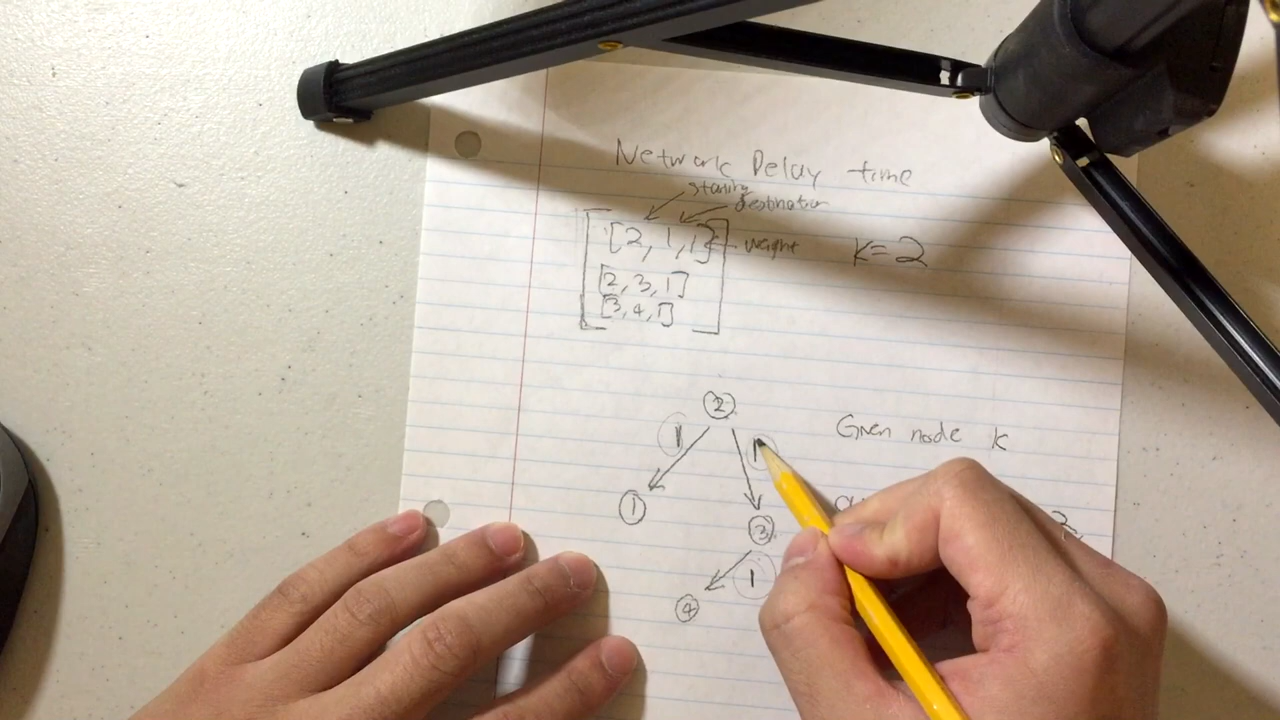 Network Delay time
starting
destination
[[2, 1, 1] weight K=2
[2, 3, 1]
[3, 4, 1]]
2
1 1
Given node k
1
3
1
4